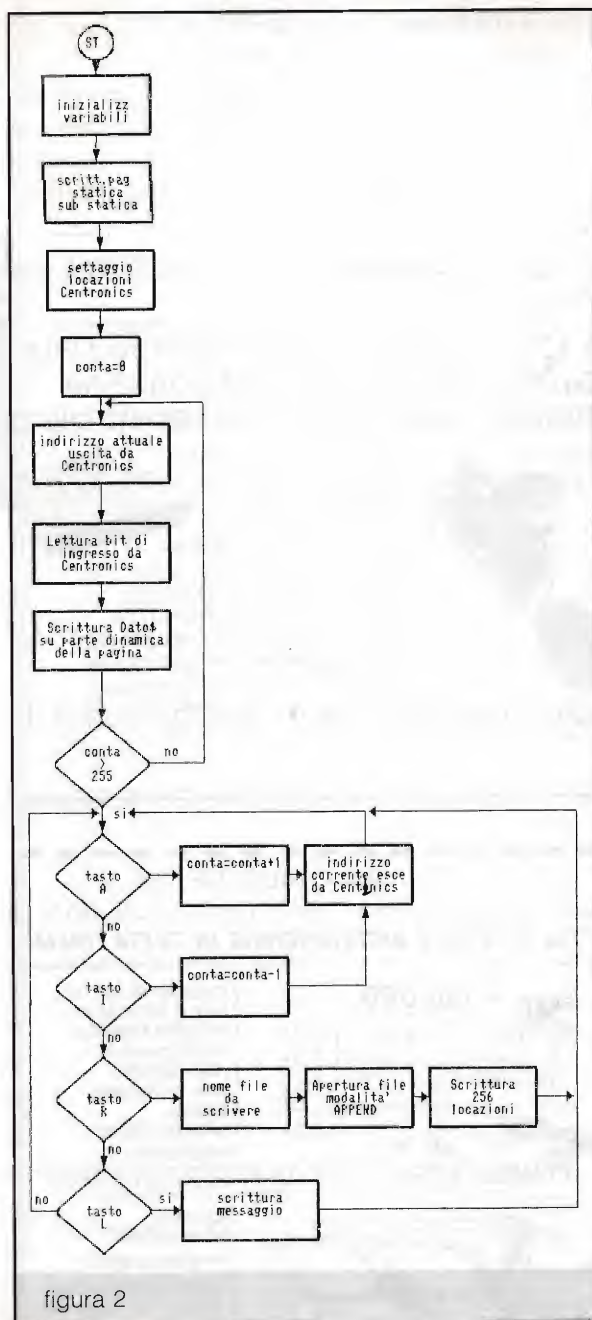 ST
inizializz
variabili
scritt.pag
statica
sub statica
settaggio
locazioni
Centronics
conta=0
indirizzo attuale
uscita da
Centronics
Lettura bit di
ingresso da
Centronics
Scrittura Dato$
su parte dinamica
della pagina
conta
>
255
no
si
tasto
A
conta=conta+1
indirizzo
corrente esce
da Centonics
no
tasto
I
conta=conta-1
no
tasto
R
nome file
da
scrivere
Apertura file
modalita'
APPEND
Scrittura
256
locazioni
no
no
tasto
L
si
scrittura
messaggio
figura 2